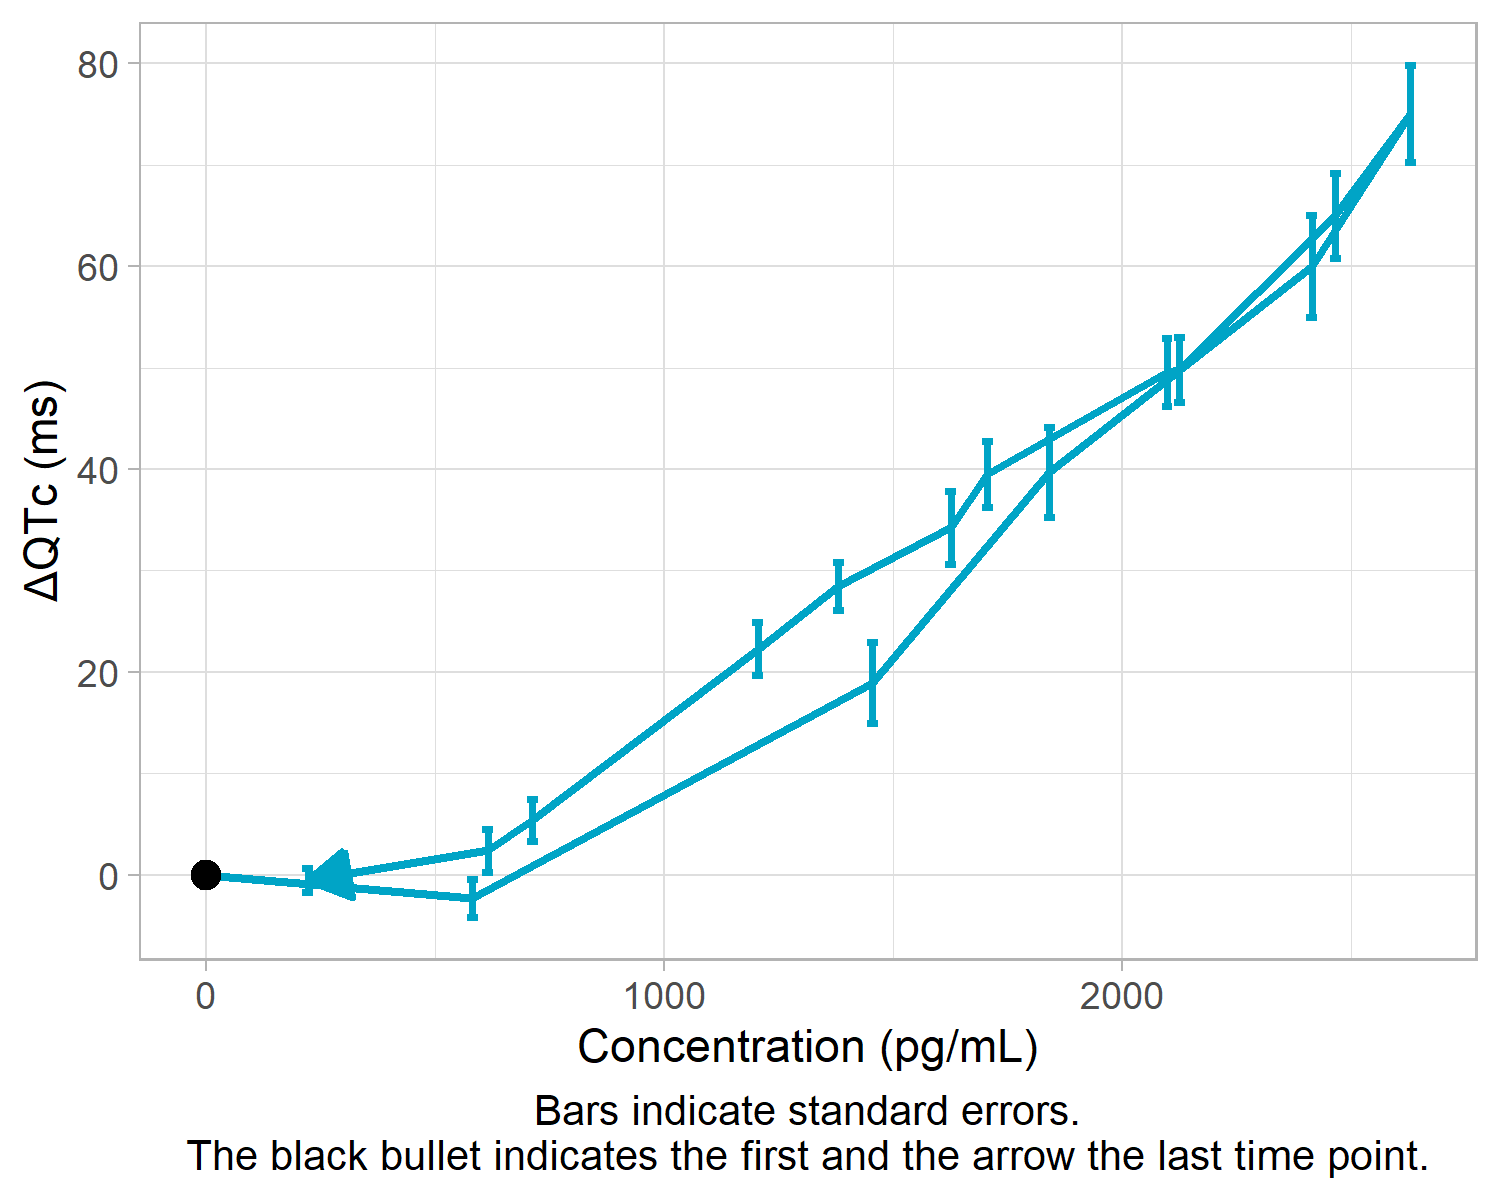 80
60
40
20
0
ΔQTc (ms)
0
1000
2000
Concentration (pg/mL)
Bars indicate standard errors.
The black bullet indicates the first and the arrow the last time point.